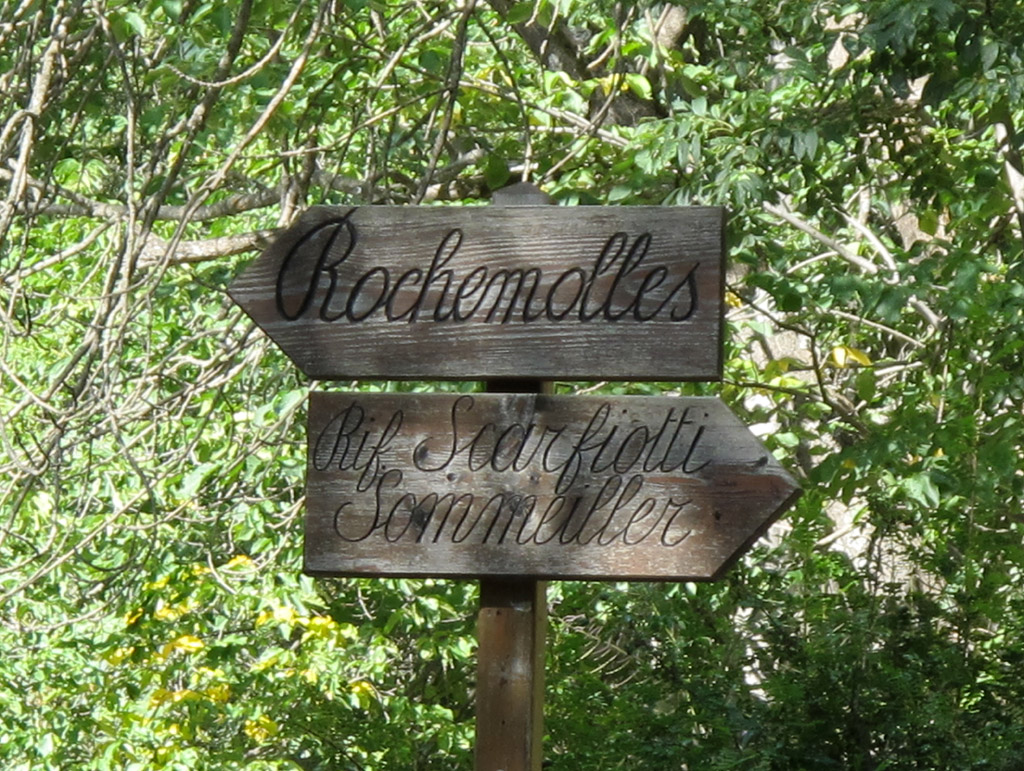 Rochemolles
Rif. Scarfiotti
Sommeiller